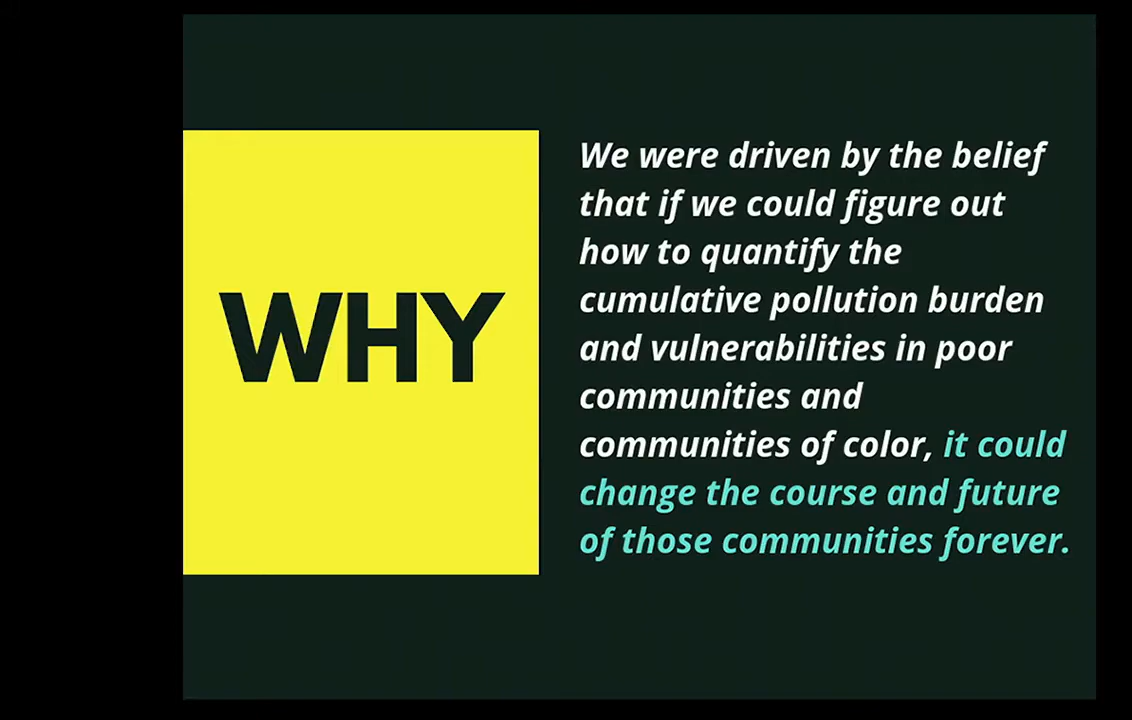 WHY
We were driven by the belief
that if we could figure out
how to quantify the
cumulative pollution burden
and vulnerabilities in poor
communities and
communities of color, it could
change the course and future
of those communities forever.